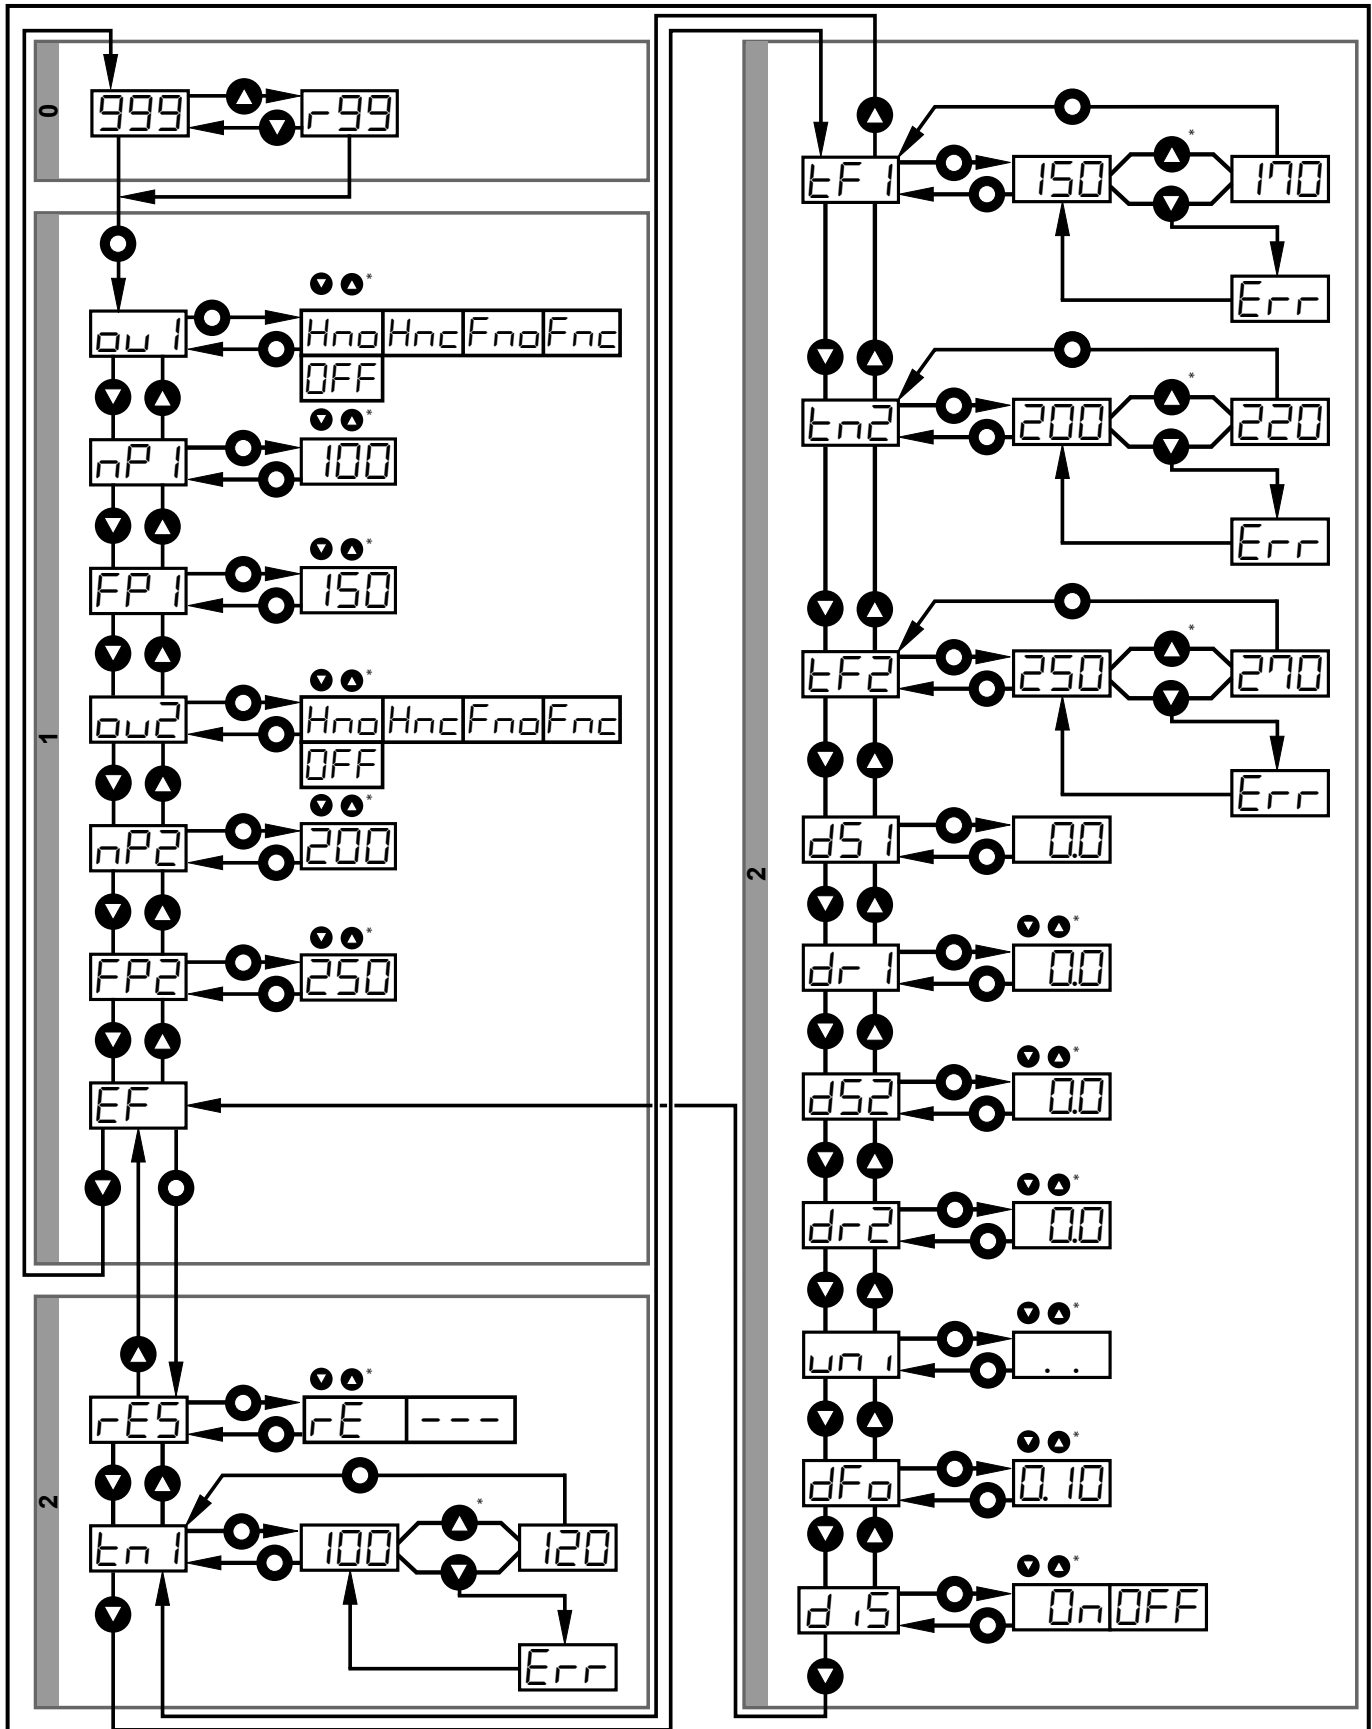 0
999
r99
1
ou1
Hno Hnc Fno Fnc
OFF
*
nP1
100
*
FP1
150
*
ou2
Hno Hnc Fno Fnc
OFF
*
nP2
200
*
FP2
250
*
EF
2
rES
rE ---
*
tn1
100
120
*
Err
2
tF1
150
170
*
Err
tn2
200
220
*
Err
tF2
250
270
*
Err
dS1
0.0
dr1
0.0
*
dS2
0.0
*
dr2
0.0
*
uni
. .
*
dFo
0.10
*
diS
On OFF
*